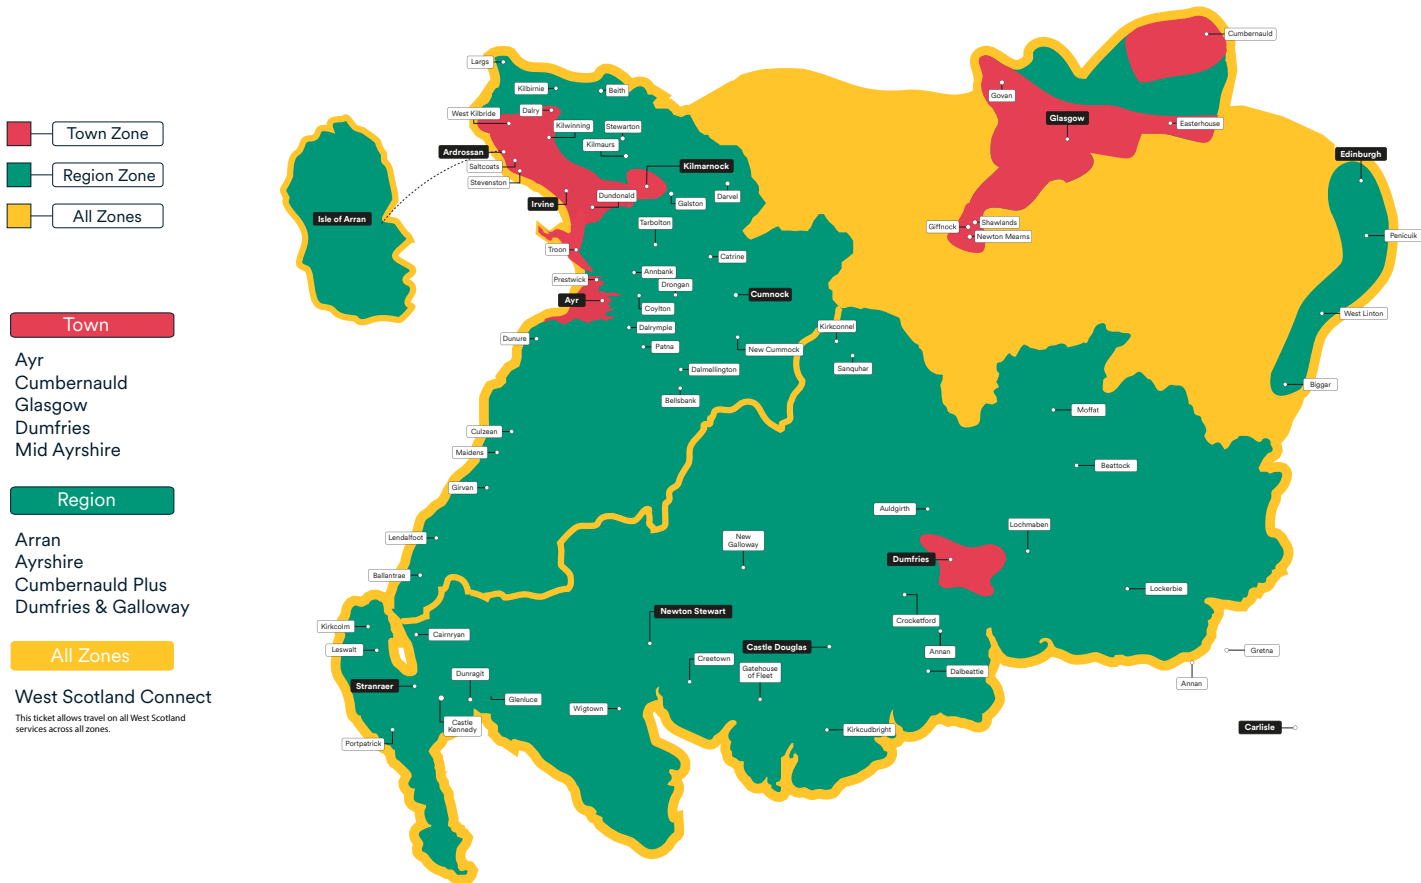 Town Zone
Region Zone
All Zones
Town
Ayr
Cumbernauld
Glasgow
Dumfries
Mid Ayrshire
Region
Arran
Ayrshire
Cumbernauld Plus
Dumfries & Galloway
All Zones
West Scotland Connect
This ticket allows travel on all West Scotland
services across all zones.
Isle of Arran
Largs
Kilbirnie
Beith
West Kilbride
Dalry
Kilwinning
Stewarton
Kilmaurs
Ardrossan
Saltcoats
Stevenston
Kilmarnock
Irvine
Dundonald
Galston
Darvel
Tarbolton
Troon
Catrine
Prestwick
Annbank
Drongan
Ayr
Cumnock
Coylton
Dalrymple
Dunure
Patna
New Cummock
Kirkconnel
Sanquhar
Dalmellington
Bellsbank
Culzean
Maidens
Girvan
Lendalfoot
Ballantrae
Kirkcolm
Cairnryan
Leswalt
Stranraer
Dunragit
Glenluce
Castle
Kennedy
Portpatrick
Wigtown
New
Galloway
Newton Stewart
Creetown
Castle Douglas
Gatehouse
of Fleet
Kirkcudbright
Auldgirth
Dumfries
Lochmaben
Crocketford
Annan
Dalbeattie
Lockerbie
Moffat
Beattock
Gretna
Annan
Carlisle
Cumbernauld
Govan
Glasgow
Easterhouse
Giffnock
Shawlands
Newton Mearns
Edinburgh
Penicuik
West Linton
Biggar